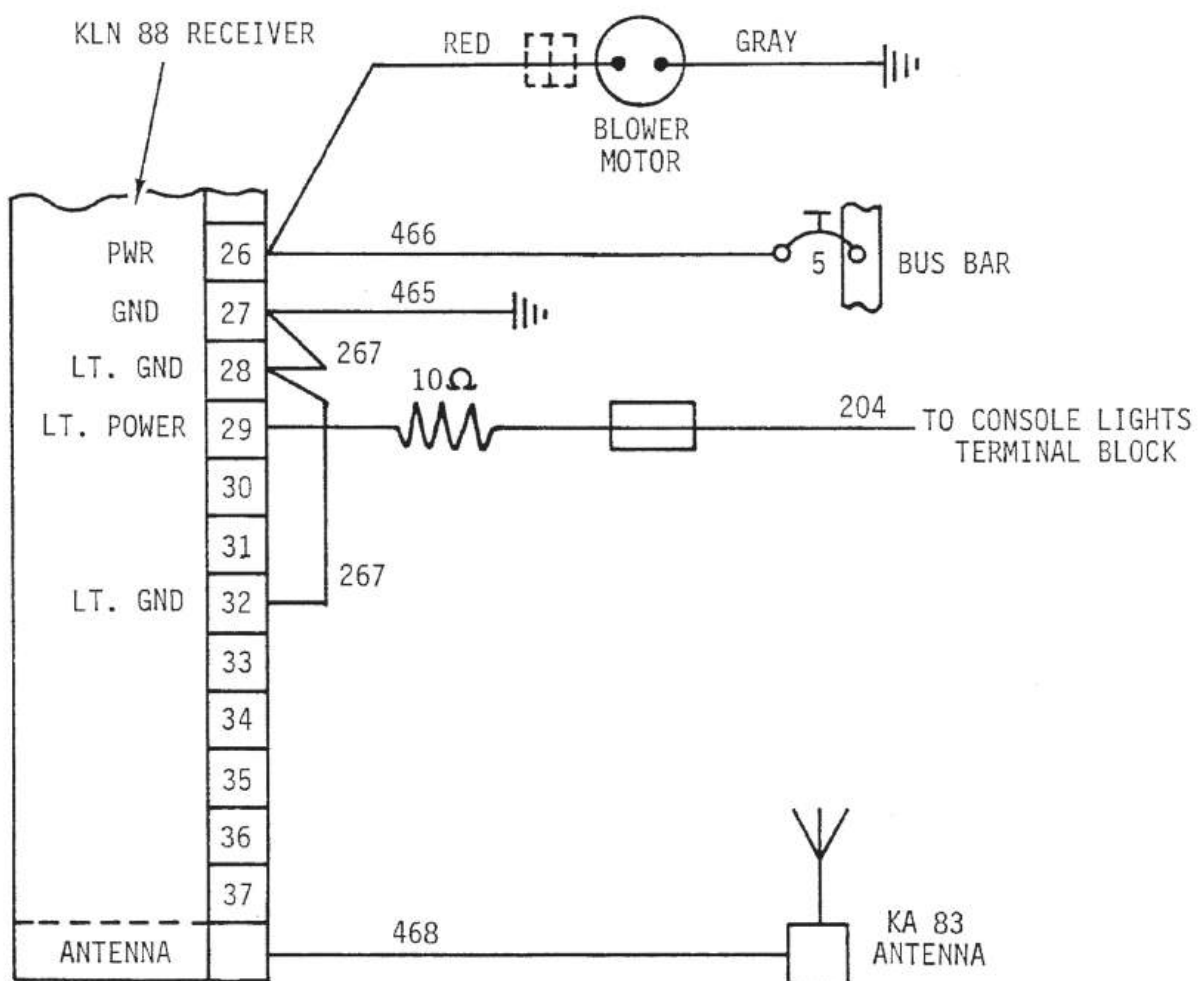 KLN 88 RECEIVER
RED
GRAY
BLOWER
MOTOR
PWR
26
466
5
BUS BAR
GND
27
465
LT. GND
28
267
10Ω
LT. POWER
29
204
TO CONSOLE LIGHTS
TERMINAL BLOCK
30
31
LT. GND
32
267
33
34
35
36
37
ANTENNA
468
KA 83
ANTENNA